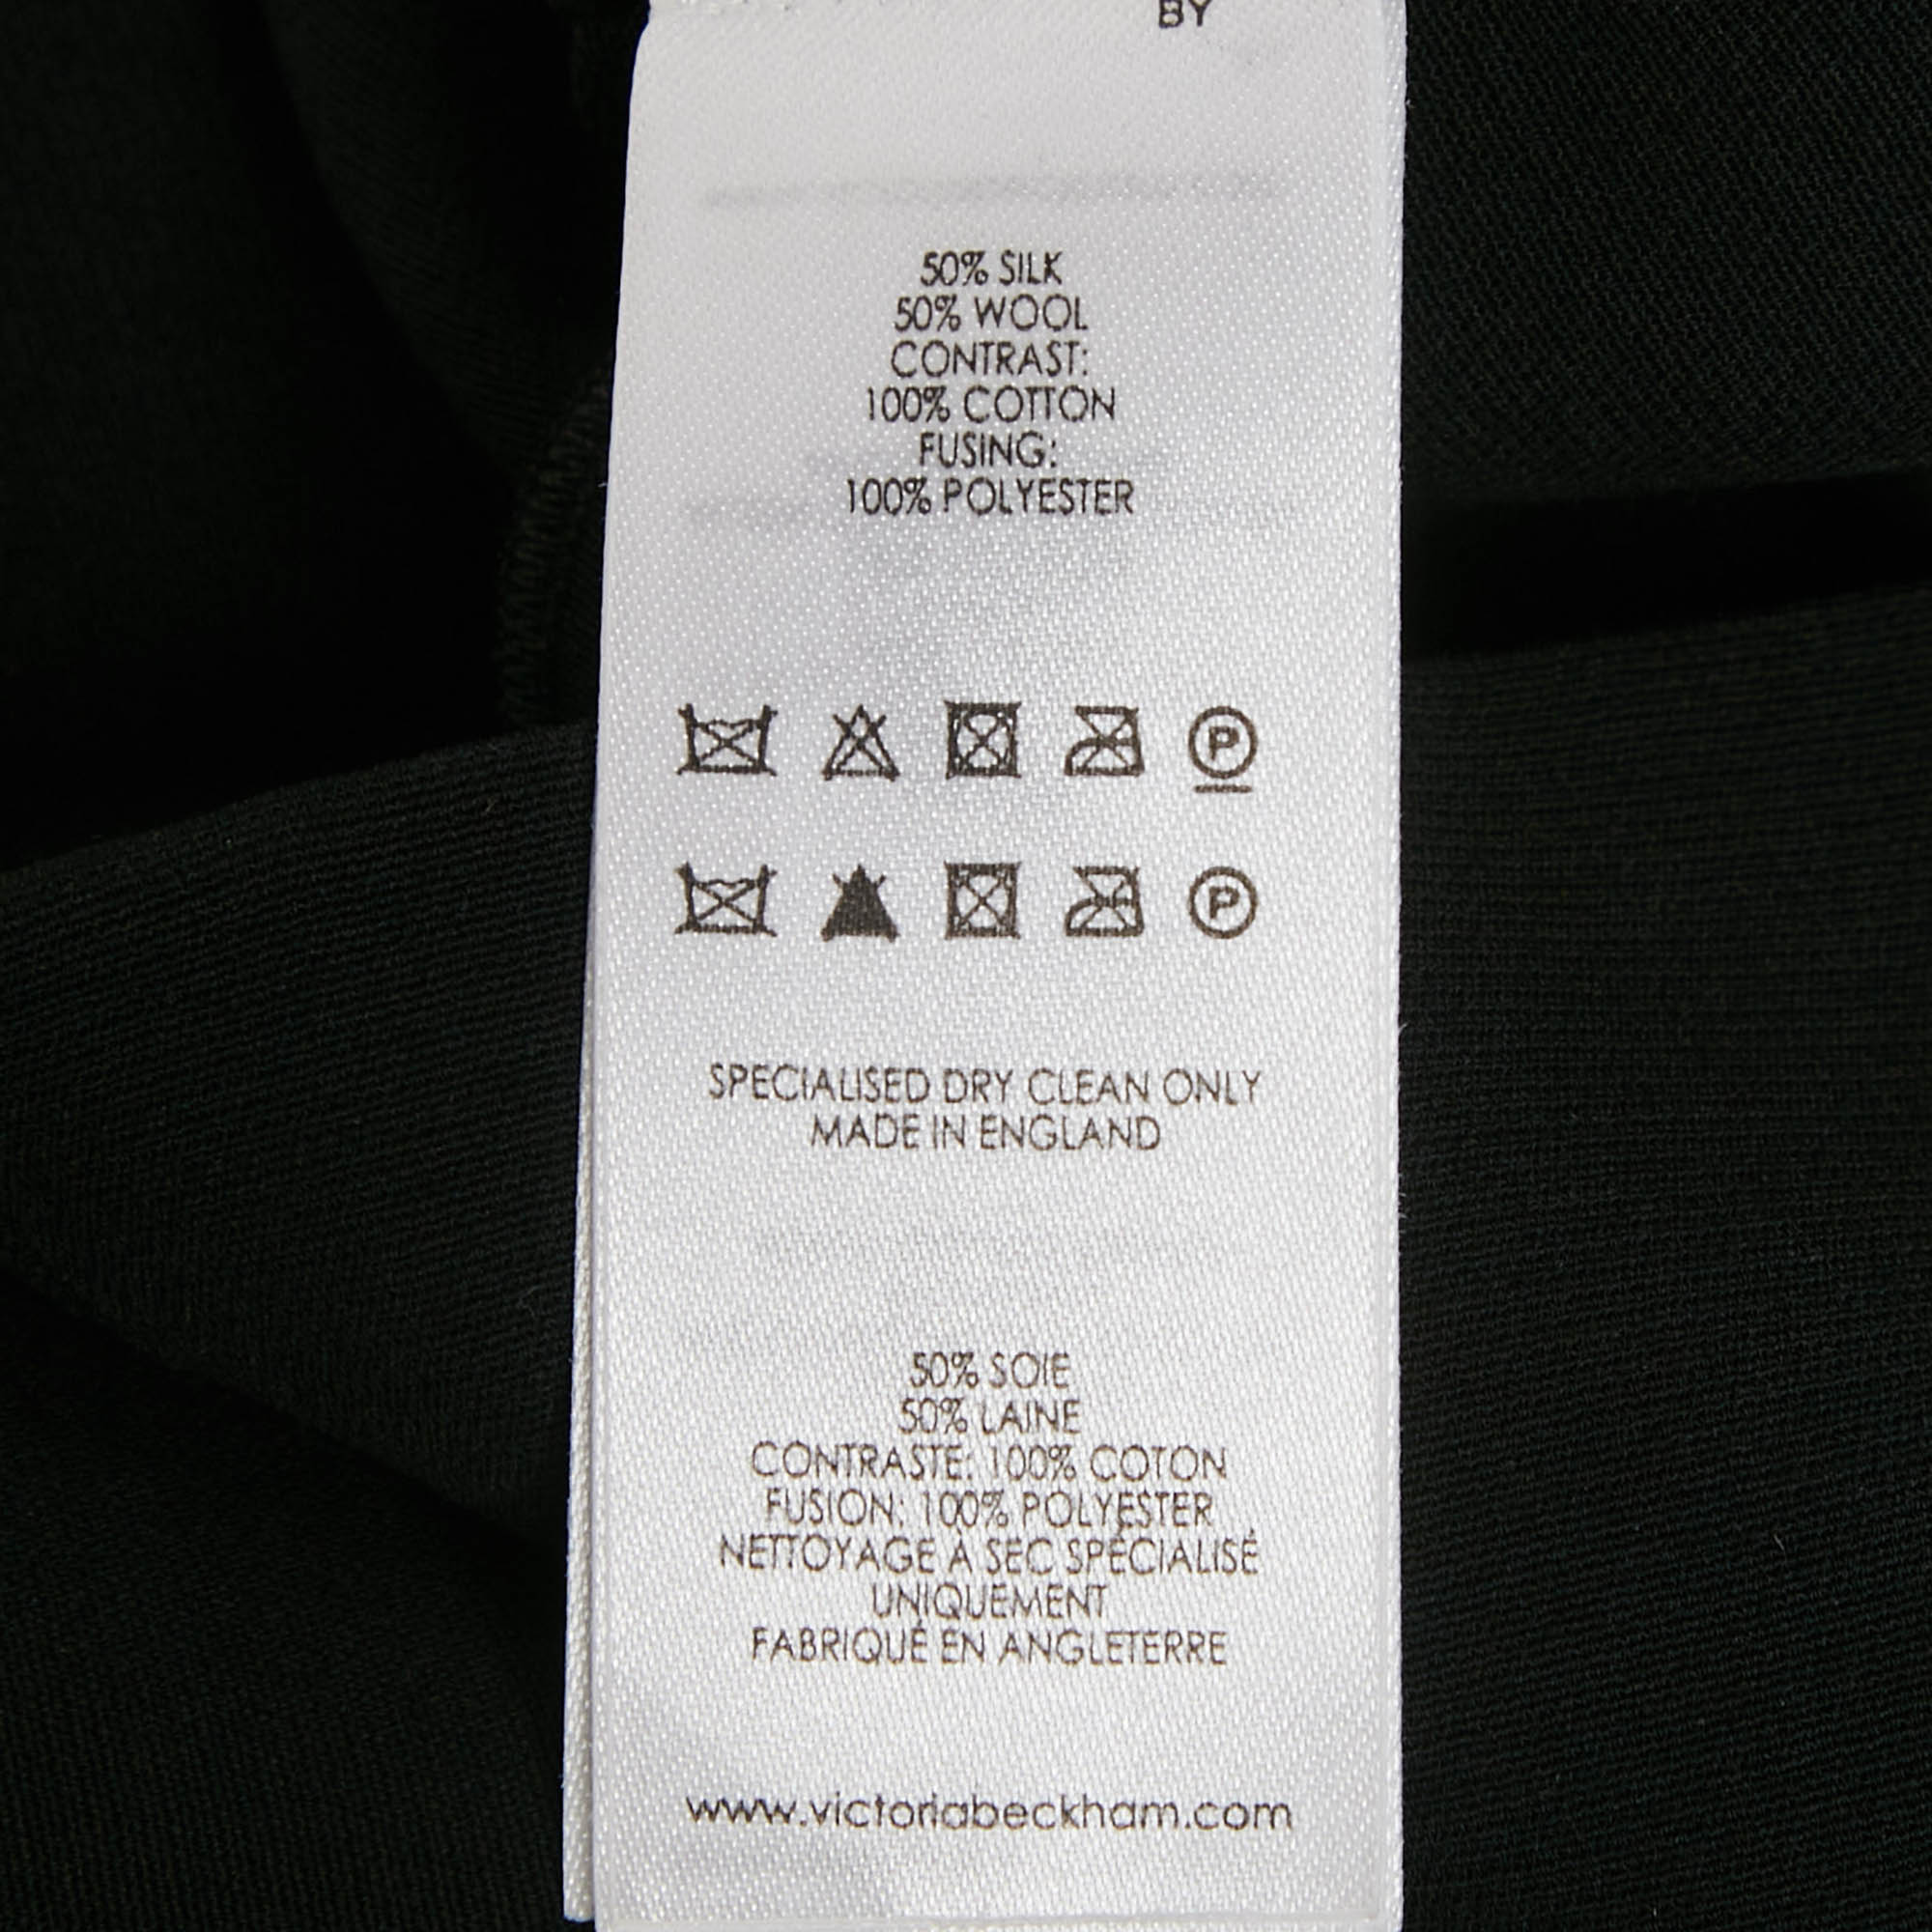 BY
50% SILK
50% WOOL
CONTRAST:
100% COTTON
FUSING:
100% POLYESTER
P
P
SPECIALISED DRY CLEAN ONLY
MADE IN ENGLAND
50% SOIE
50% LAINE
CONTRASTE: 100% COTON
FUSION: 100% POLYESTER
NETTOYAGE À SEC SPÉCIALISÉ
UNIQUEMENT
FABRIQUÉ EN ANGLETERRE
www.victoriabeckham.com